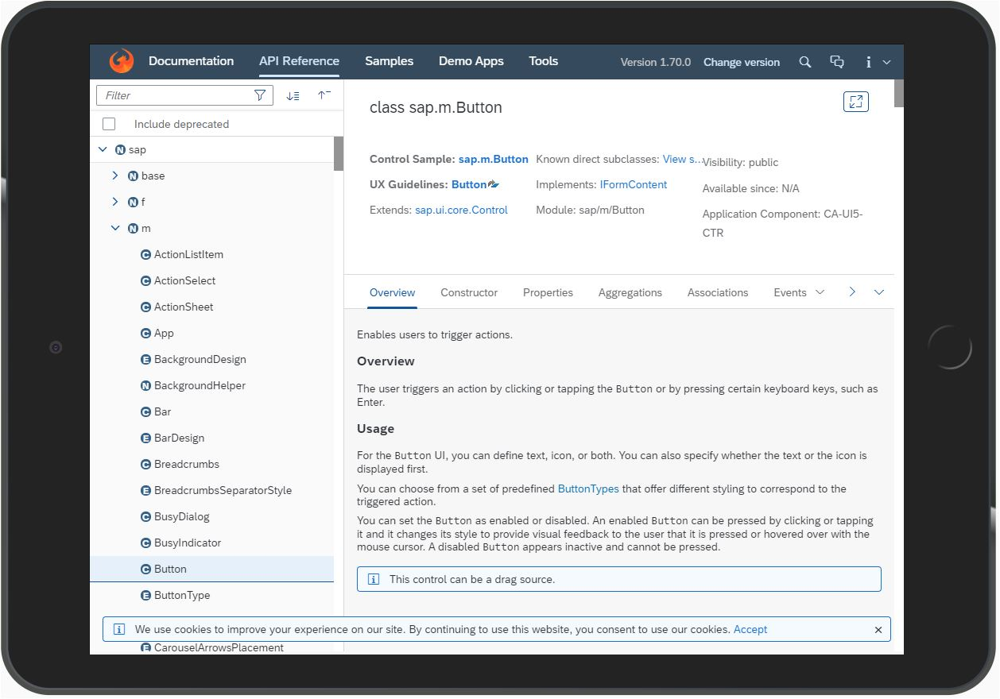 Documentation
API Reference
Samples
Demo Apps
Tools
Version 1.70.0
Change version
Filter
Include deprecated
N sap
N base
N f
N m
C ActionListItem
C ActionSelect
C ActionSheet
C App
E BackgroundDesign
N BackgroundHelper
C Bar
E BarDesign
C Breadcrumbs
E BreadcrumbsSeparatorStyle
C BusyDialog
C BusyIndicator
C Button
E ButtonType
E CarouselArrowsPlacement
class sap.m.Button
Control Sample: sap.m.Button
UX Guidelines: Button
Extends: sap.ui.core.Control
Known direct subclasses: View s...
Implements: IFormContent
Module: sap/m/Button
Visibility: public
Available since: N/A
Application Component: CA-UI5-
CTR
Overview
Constructor
Properties
Aggregations
Associations
Events
Enables users to trigger actions.
Overview
The user triggers an action by clicking or tapping the Button or by pressing certain keyboard keys, such as
Enter.
Usage
For the Button UI, you can define text, icon, or both. You can also specify whether the text or the icon is
displayed first.
You can choose from a set of predefined ButtonTypes that offer different styling to correspond to the
triggered action.
You can set the Button as enabled or disabled. An enabled Button can be pressed by clicking or tapping
it and it changes its style to provide visual feedback to the user that it is pressed or hovered over with the
mouse cursor. A disabled Button appears inactive and cannot be pressed.
This control can be a drag source.
We use cookies to improve your experience on our site. By continuing to use this website, you consent to use our cookies. Accept